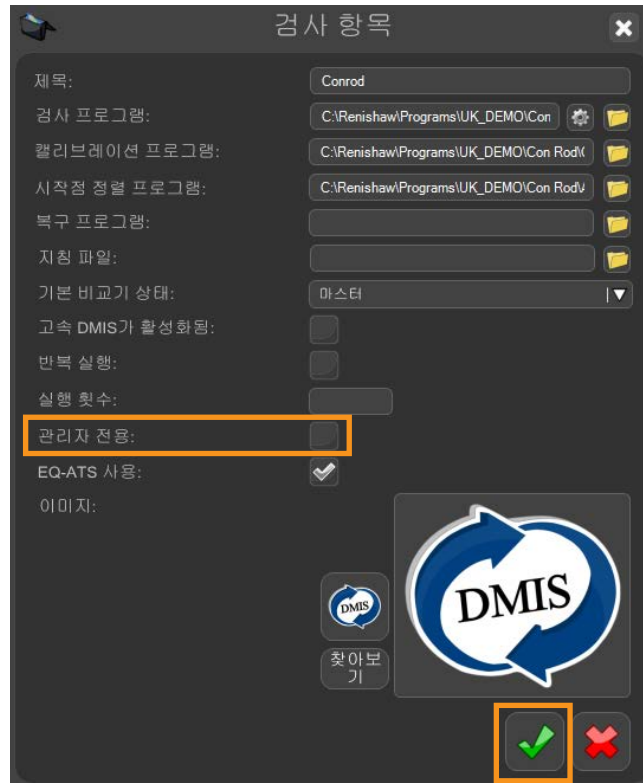 검사 항목
제목: Conrod
검사 프로그램: C:\Renishaw\Programs\UK_DEMO\Con
캘리브레이션 프로그램: C:\Renishaw\Programs\UK_DEMO\Con Rod\(
시작점 정렬 프로그램: C:\Renishaw\Programs\UK_DEMO\Con Rod\
복구 프로그램:
지침 파일:
기본 비교기 상태: 마스터
고속 DMIS가 활성화됨:
반복 실행:
실행 횟수:
관리자 전용:
EQ-ATS 사용:
이미지:
DMIS
DMIS
찾아보
기